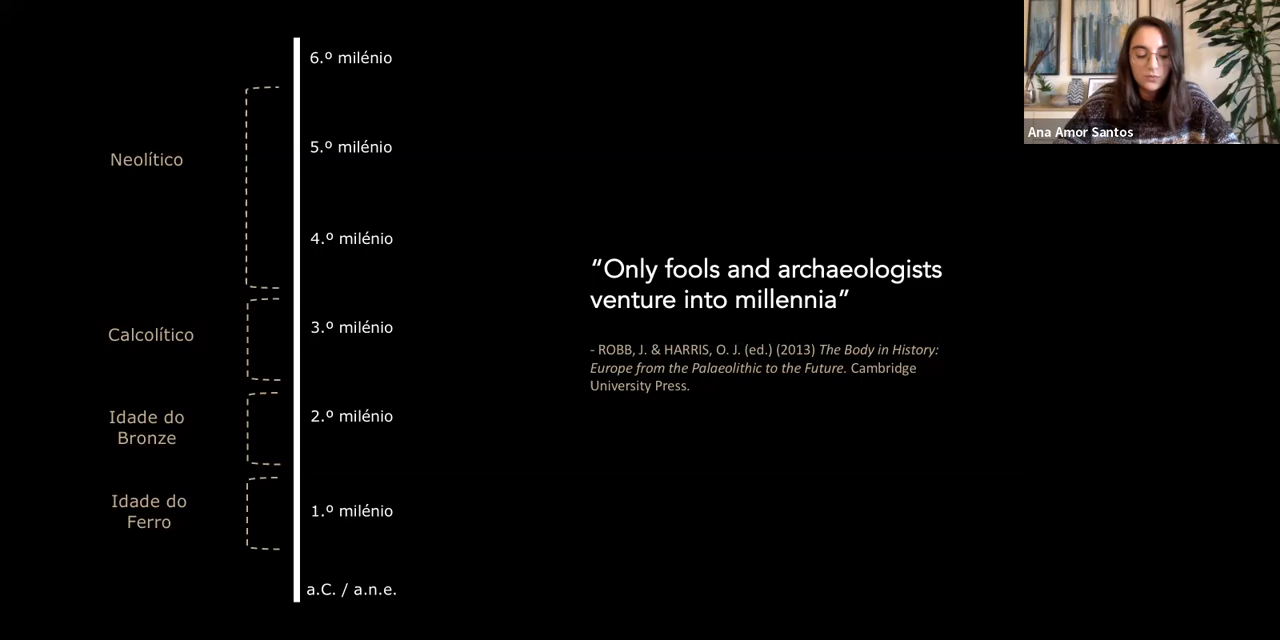 6.º milénio
Neolítico
5.º milénio
4.º milénio
Calcolítico
3.º milénio
Idade do
Bronze
2.º milénio
Idade do
Ferro
1.º milénio
a.C. / a.n.e.
“Only fools and archaeologists
venture into millennia”
- ROBB, J. & HARRIS, O. J. (ed.) (2013) The Body in History:
Europe from the Palaeolithic to the Future. Cambridge
University Press.
Ana Amor Santos